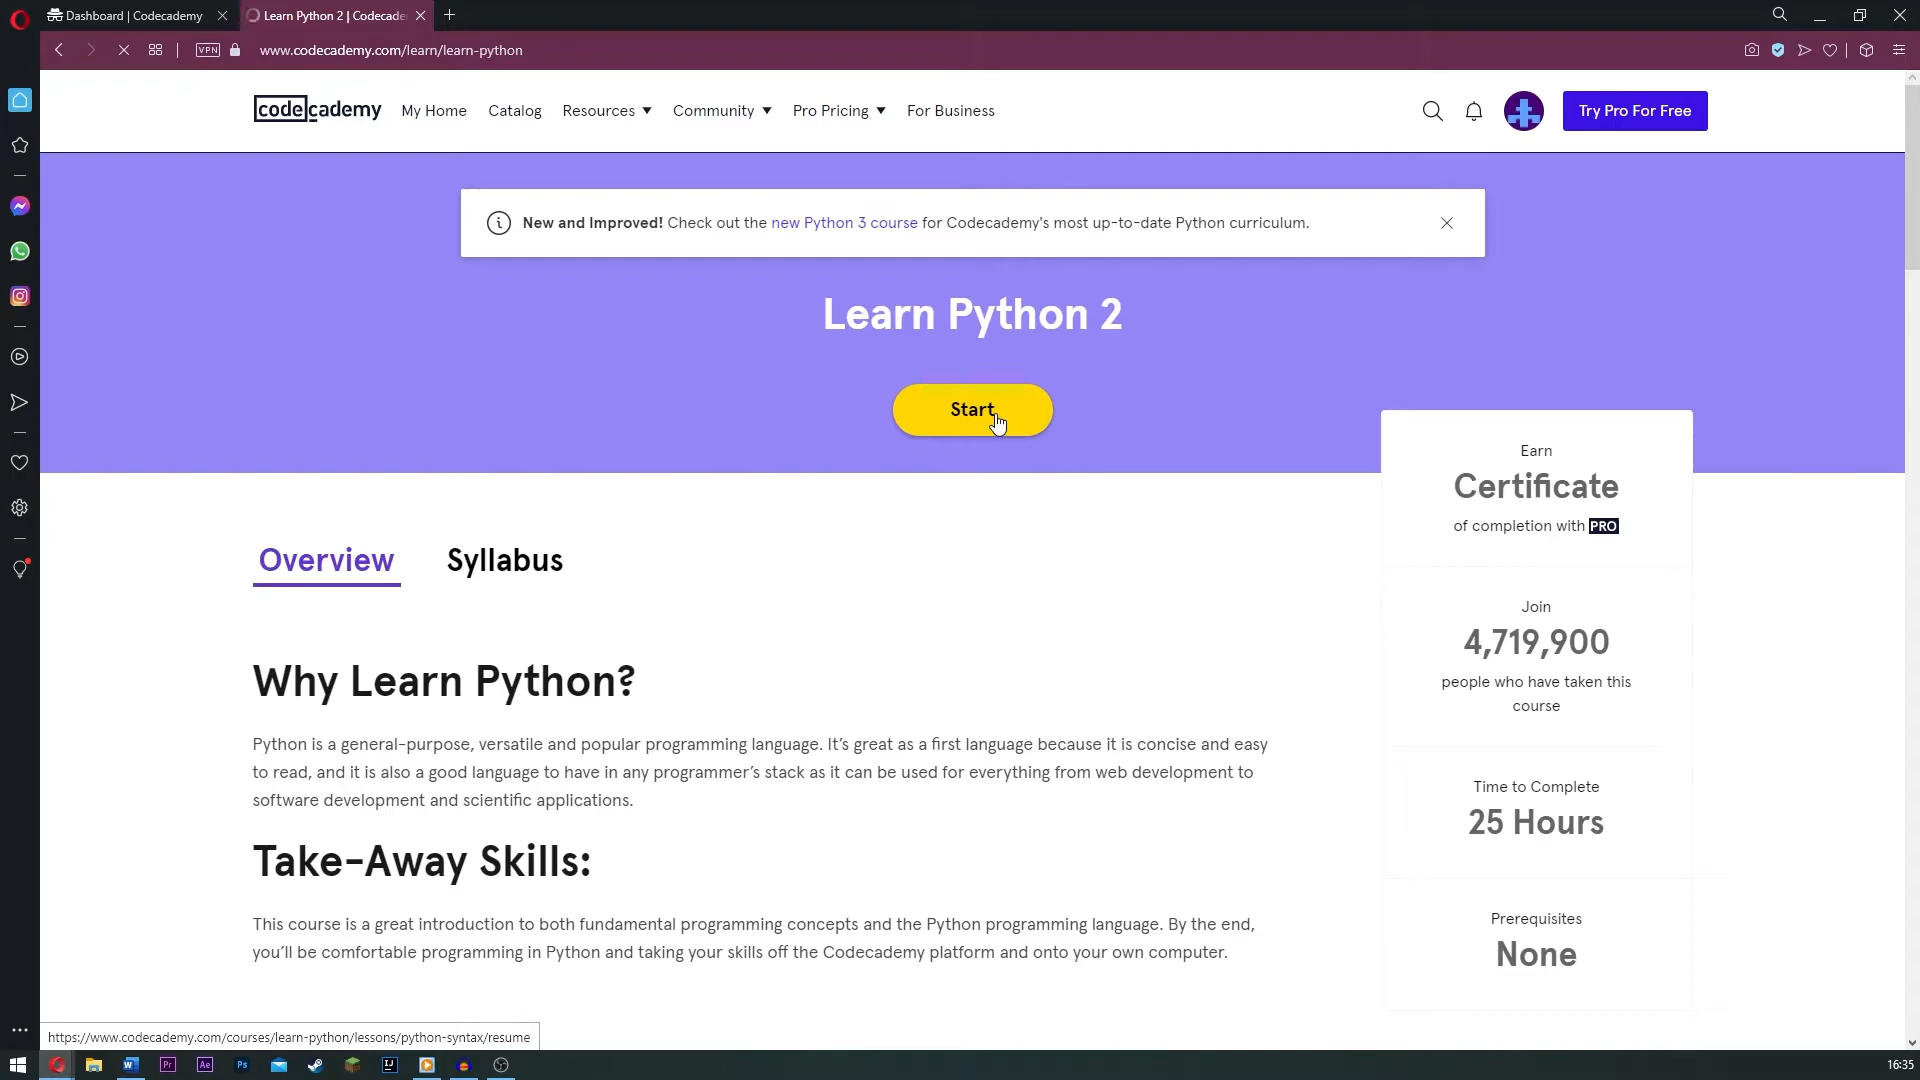 Dashboard | Codecademy
Learn Python 2 | Codecade
VPN
www.codecademy.com/learn/learn-python
codecademy
My Home
Catalog
Resources
Community
Pro Pricing
For Business
Try Pro For Free
New and Improved! Check out the new Python 3 course for Codecademy's most up-to-date Python curriculum.
Learn Python 2
Start
Earn
Certificate
of completion with PRO
Overview
Syllabus
Join
4,719,900
people who have taken this
course
Why Learn Python?
Python is a general-purpose, versatile and popular programming language. It's great as a first language because it is concise and easy
to read, and it is also a good language to have in any programmer's stack as it can be used for everything from web development to
software development and scientific applications.
Time to Complete
25 Hours
Take-Away Skills:
This course is a great introduction to both fundamental programming concepts and the Python programming language. By the end,
you'll be comfortable programming in Python and taking your skills off the Codecademy platform and onto your own computer.
Prerequisites
None
https://www.codecademy.com/courses/learn-python/lessons/python-syntax/resume
W
Pr
Ae
Ps
IJ
16:35